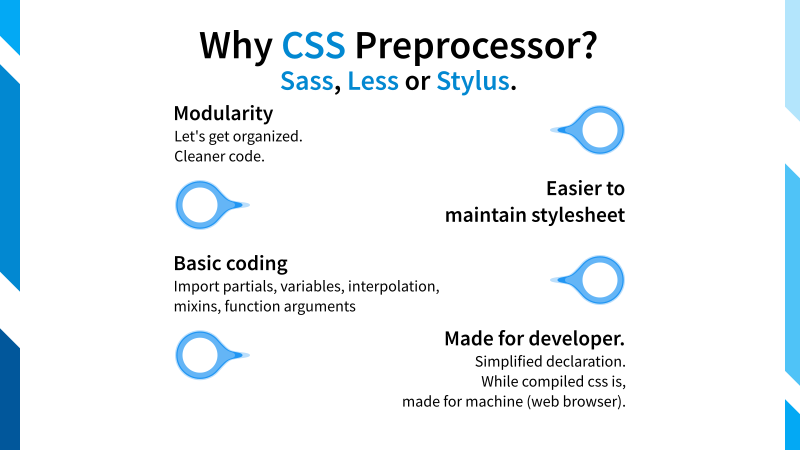 Why CSS Preprocessor?
Sass, Less or Stylus.
Modularity
Let's get organized.
Cleaner code.
Easier to
maintain stylesheet
Basic coding
Import partials, variables, interpolation,
mixins, function arguments
Made for developer.
Simplified declaration.
While compiled css is,
made for machine (web browser).